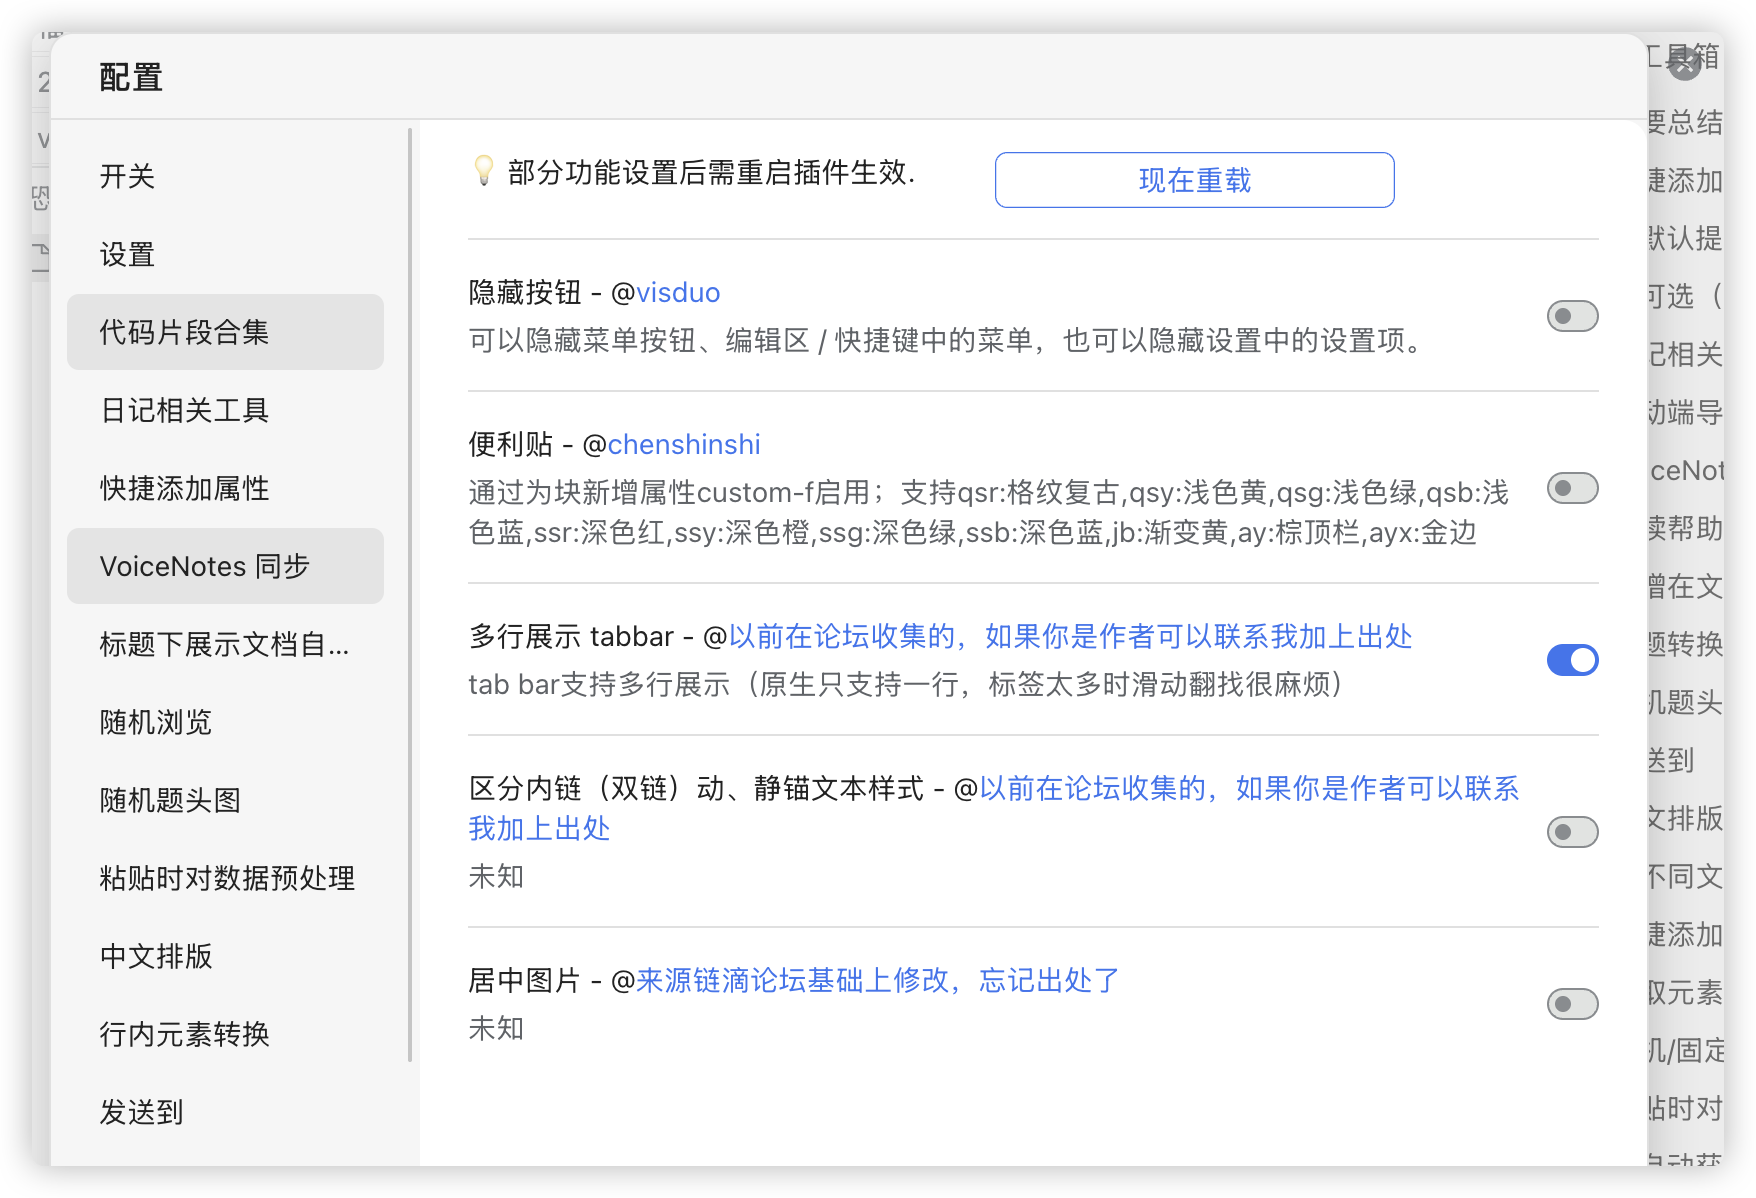 配置
开关
设置
代码片段合集
日记相关工具
快捷添加属性
VoiceNotes 同步
标题下展示文档自...
随机浏览
随机题头图
粘贴时对数据预处理
中文排版
行内元素转换
发送到
💡 部分功能设置后需重启插件生效.
现在重载
隐藏按钮 - @visduo
可以隐藏菜单按钮、编辑区 / 快捷键中的菜单，也可以隐藏设置中的设置项。
便利贴 - @chenshinshi
通过为块新增属性custom-f启用；支持qsr:格纹复古,qsy:浅色黄,qsg:浅色绿,qsb:浅
色蓝,ssr:深色红,ssy:深色橙,ssg:深色绿,ssb:深色蓝,jb:渐变黄,ay:棕顶栏,ayx:金边
多行展示 tabbar - @以前在论坛收集的，如果你是作者可以联系我加上出处
tab bar支持多行展示（原生只支持一行，标签太多时滑动翻找很麻烦）
区分内链（双链）动、静锚文本样式 - @以前在论坛收集的，如果你是作者可以联系
我加上出处
未知
居中图片 - @来源链滴论坛基础上修改，忘记出处了
未知
工具箱
要总结
捷添加
默认提
可选（
记相关
动端导
iceNot
读帮助
增在文
题转换
机题头
送到
文排版
不同文
捷添加
取元素
机/固定
贴时对